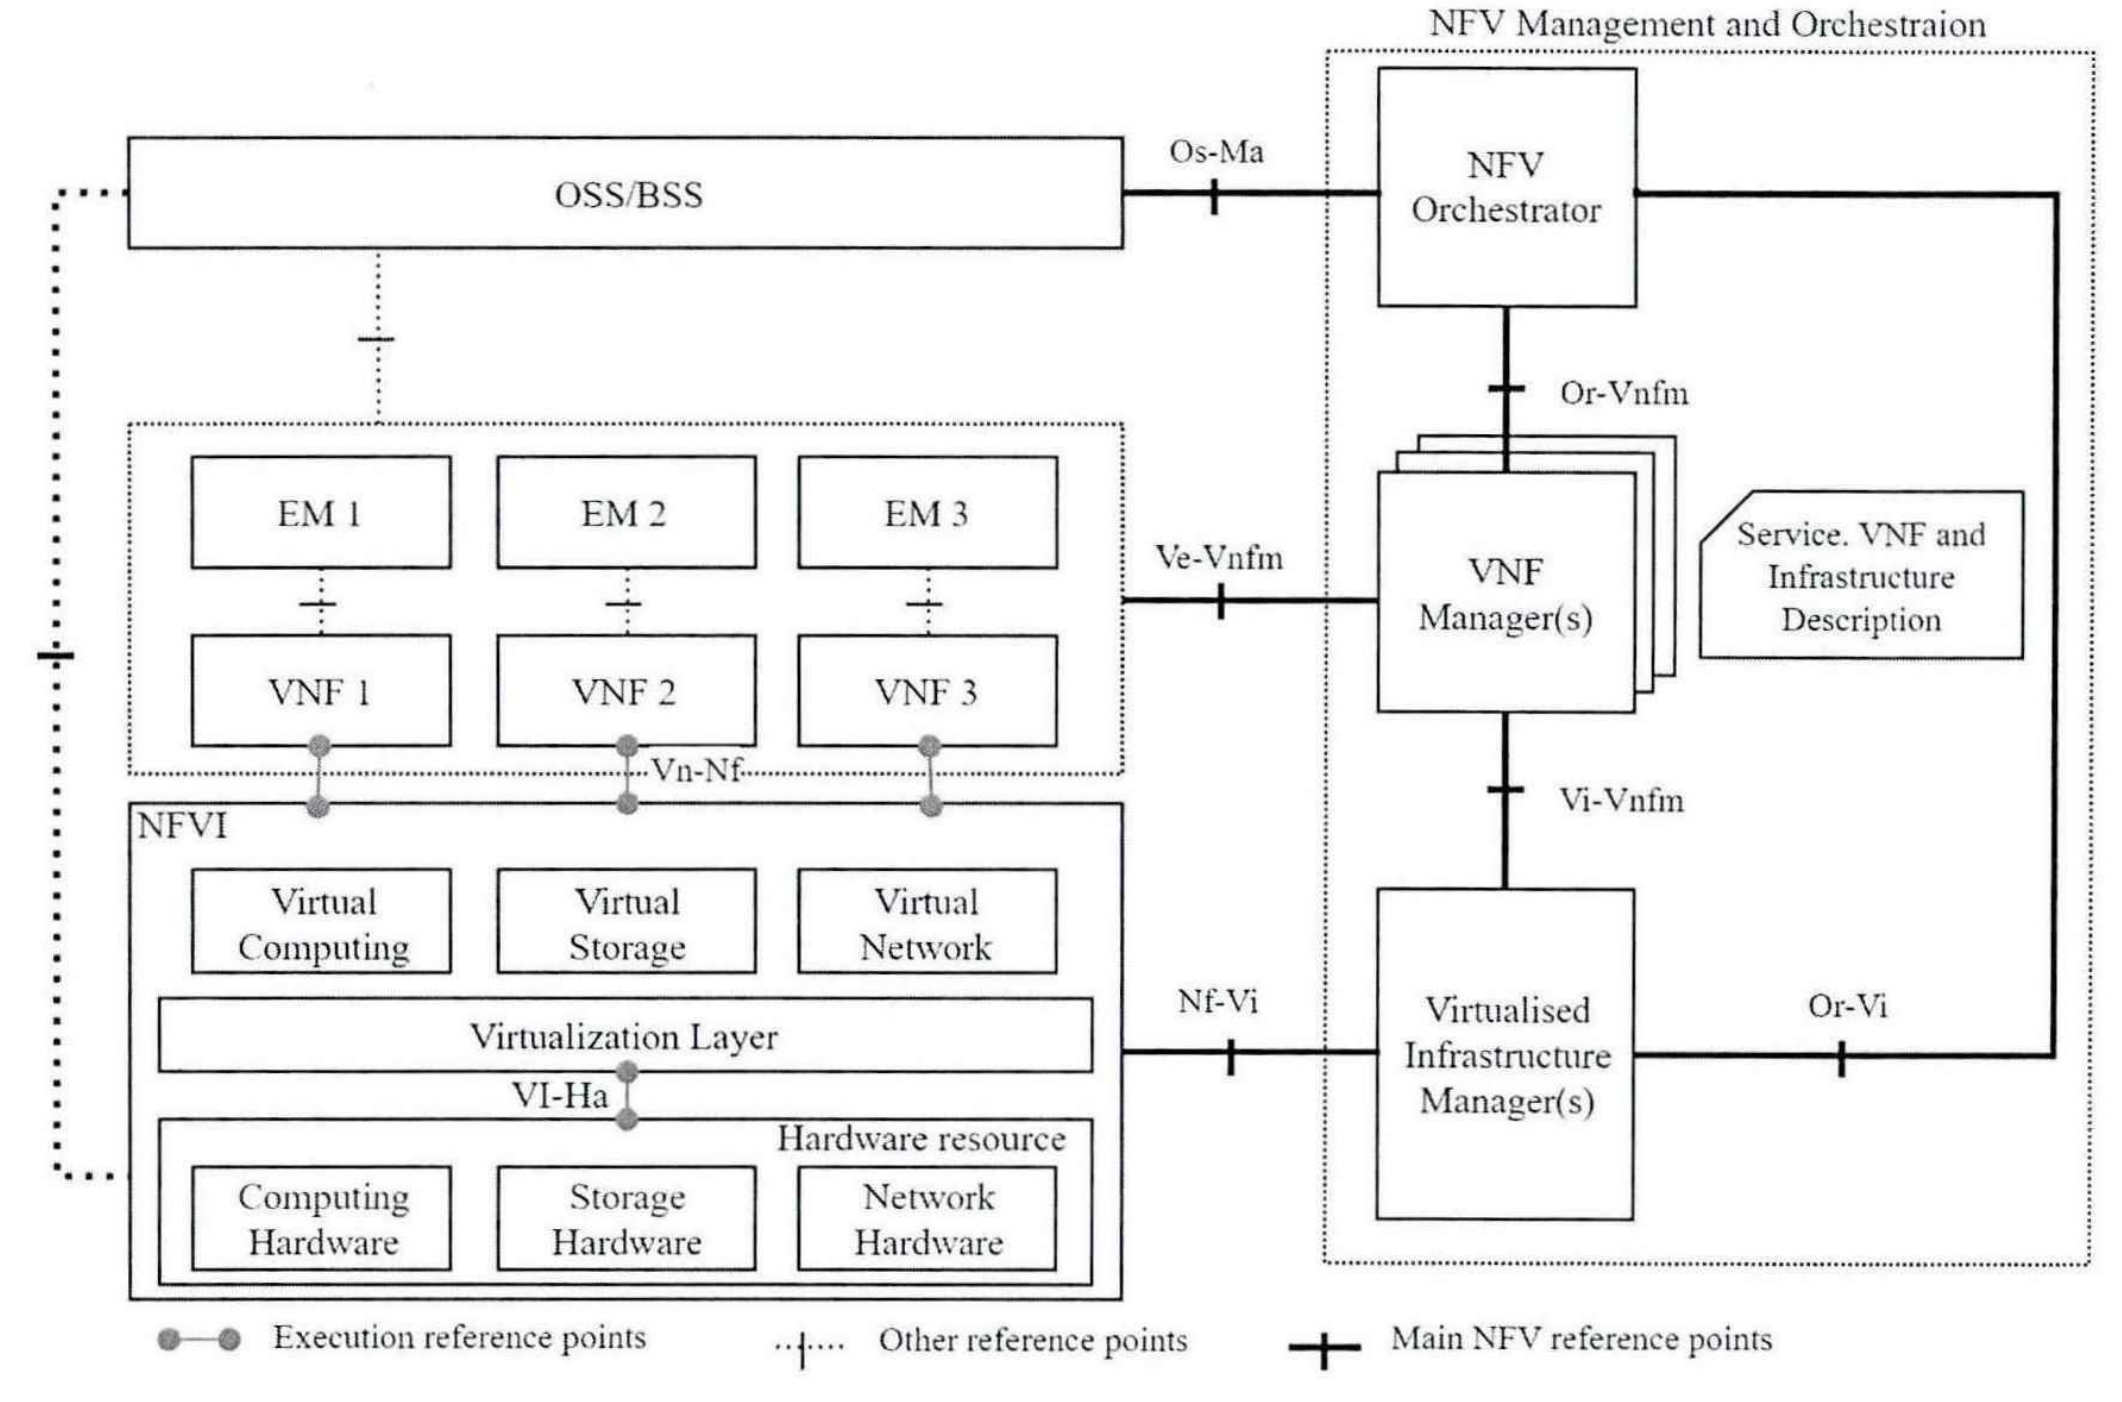 NFV Management and Orchestraion
OSS/BSS
Os-Ma
NFV
Orchestrator
Or-Vnfm
EM 1
EM 2
EM 3
Ve-Vnfm
VNF
Manager(s)
Service. VNF and
Infrastructure
Description
VNF 1
VNF 2
VNF 3
Vn-Nf
Vi-Vnfm
NFVI
Virtual
Computing
Virtual
Storage
Virtual
Network
Virtualization Layer
Nf-Vi
Virtualised
Infrastructure
Manager(s)
Or-Vi
VI-Ha
Hardware resource
Computing
Hardware
Storage
Hardware
Network
Hardware
Execution reference points
Other reference points
Main NFV reference points